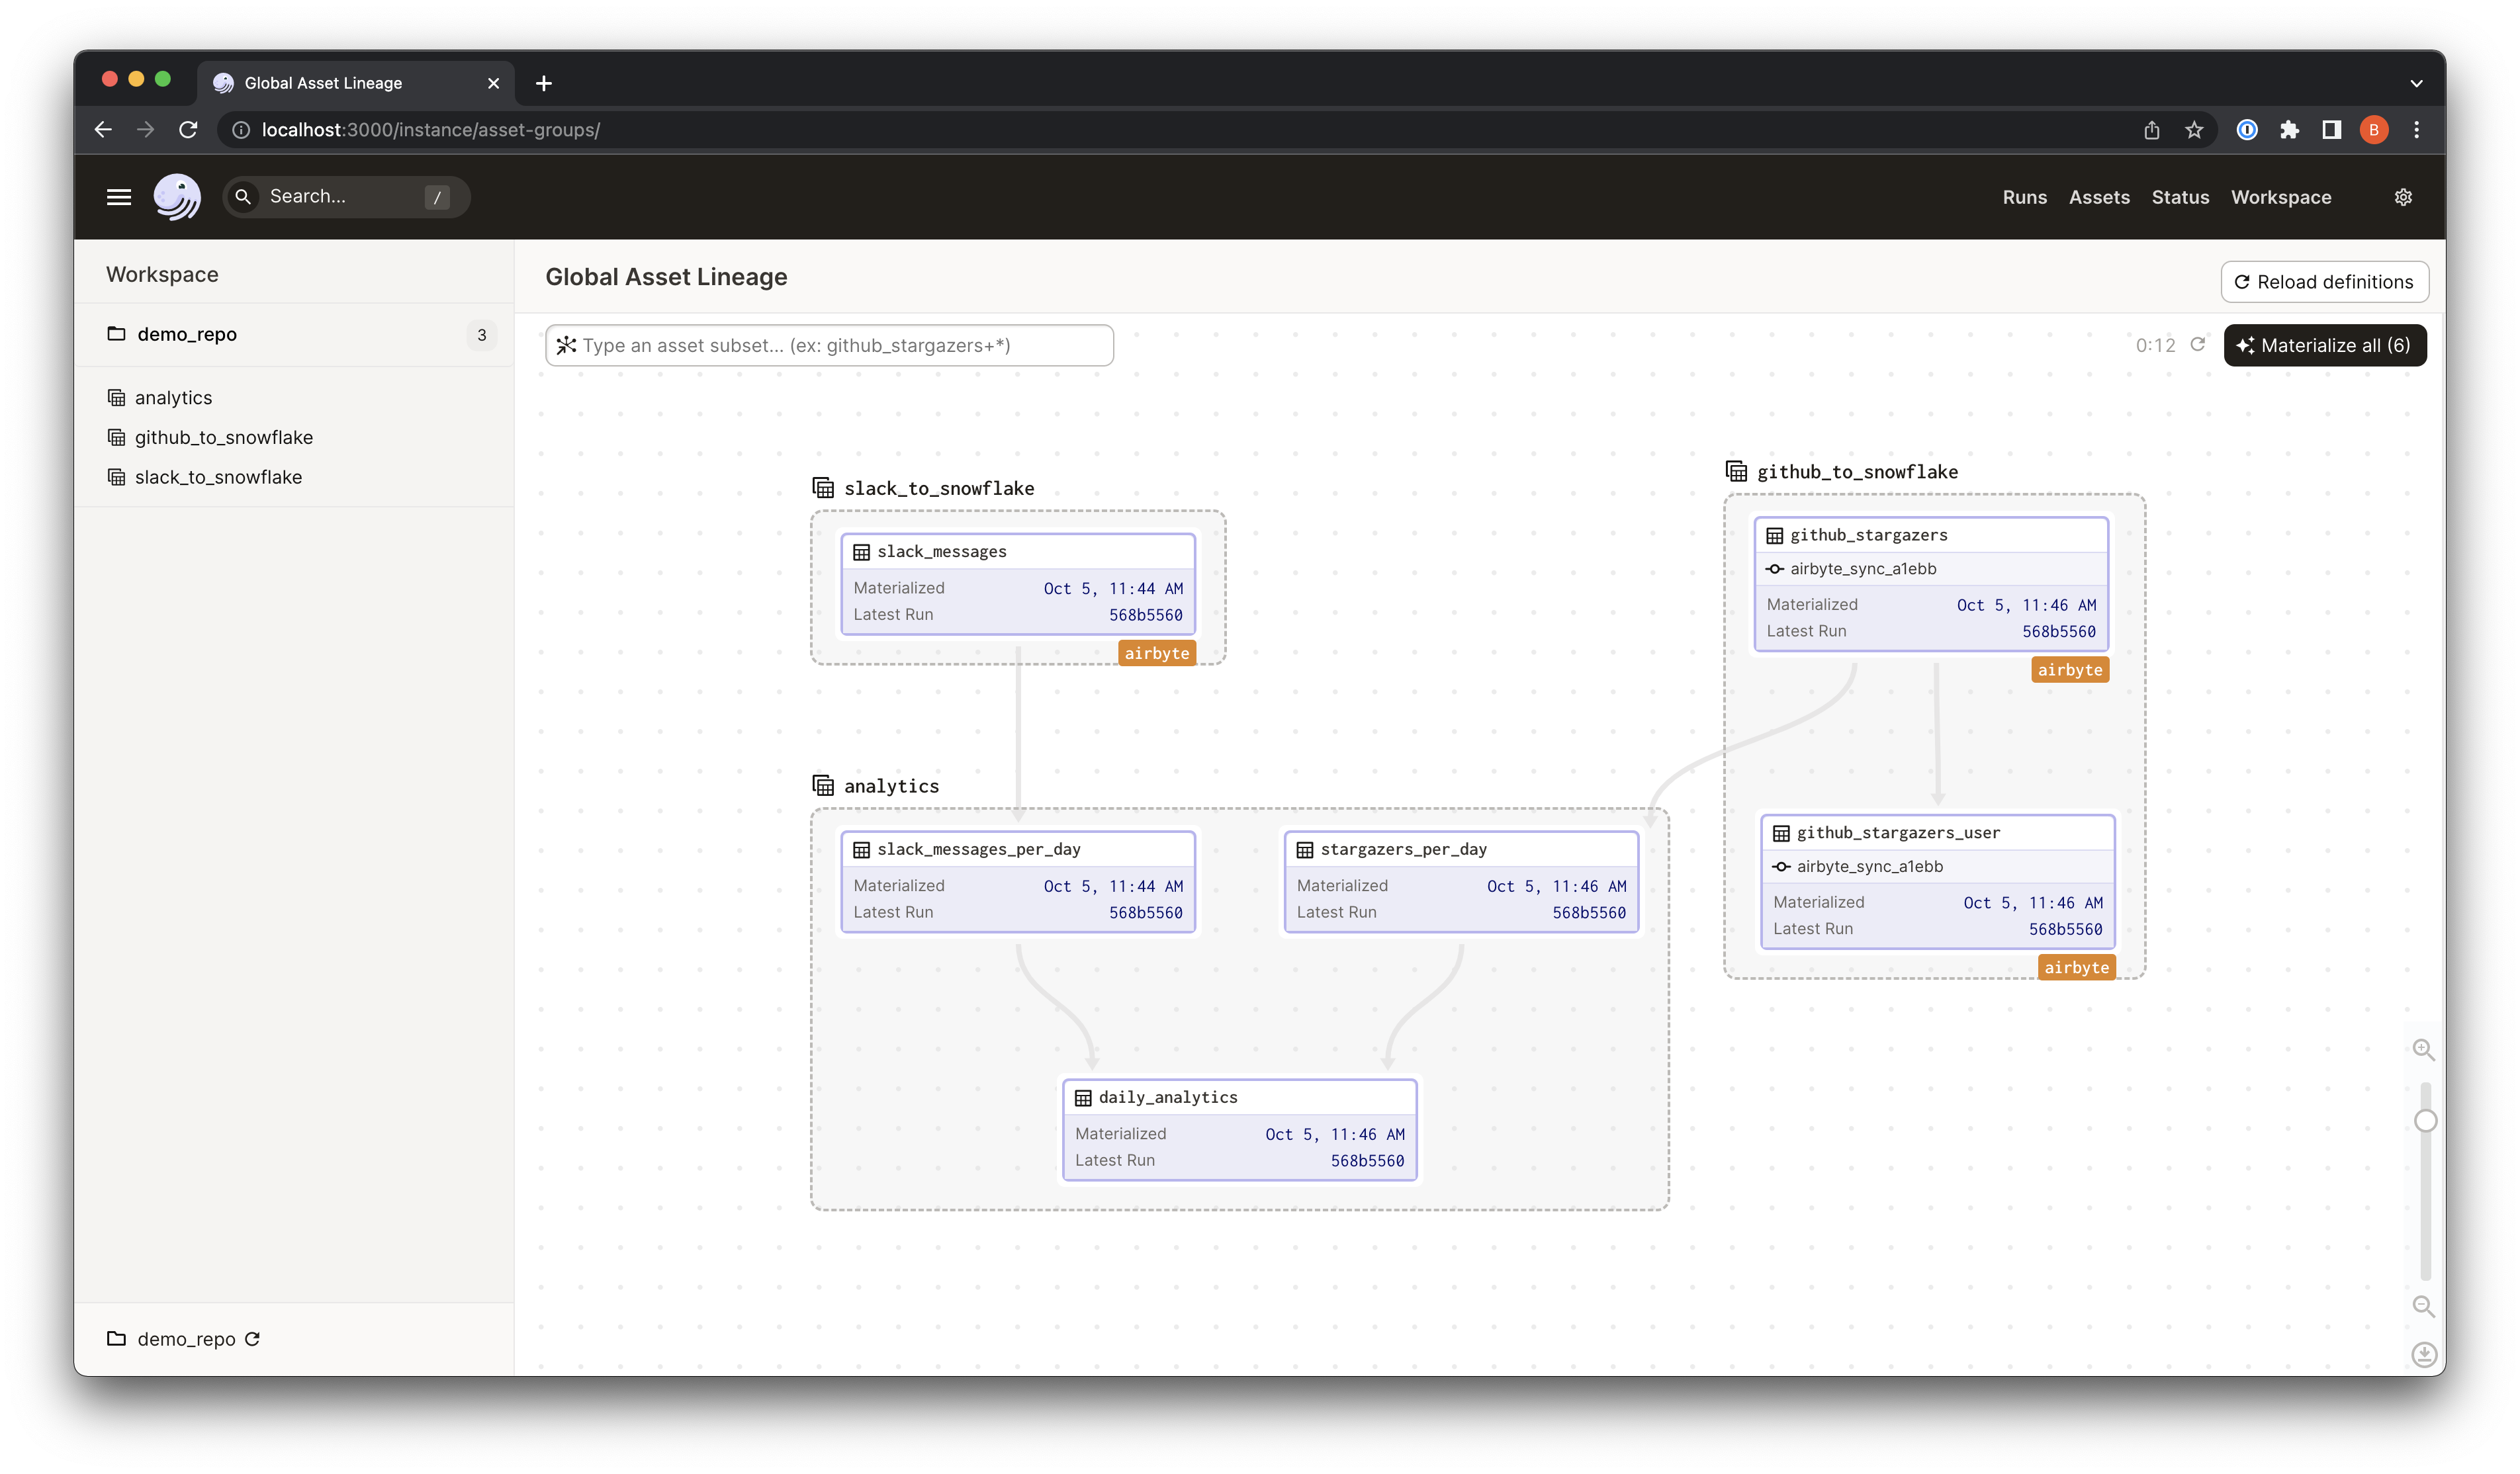 Global Asset Lineage
localhost:3000/instance/asset-groups/
B
Search... /
Runs Assets Status Workspace
Workspace
demo_repo 3
analytics
github_to_snowflake
slack_to_snowflake
demo_repo
Global Asset Lineage
Reload definitions
Type an asset subset... (ex: github_stargazers+*)
0:12
Materialize all (6)
slack_to_snowflake
slack_messages
Materialized Oct 5, 11:44 AM
Latest Run 568b5560
airbyte
github_to_snowflake
github_stargazers
airbyte_sync_a1ebb
Materialized Oct 5, 11:46 AM
Latest Run 568b5560
airbyte
analytics
slack_messages_per_day
Materialized Oct 5, 11:44 AM
Latest Run 568b5560
stargazers_per_day
Materialized Oct 5, 11:46 AM
Latest Run 568b5560
github_stargazers_user
airbyte_sync_a1ebb
Materialized Oct 5, 11:46 AM
Latest Run 568b5560
airbyte
daily_analytics
Materialized Oct 5, 11:46 AM
Latest Run 568b5560